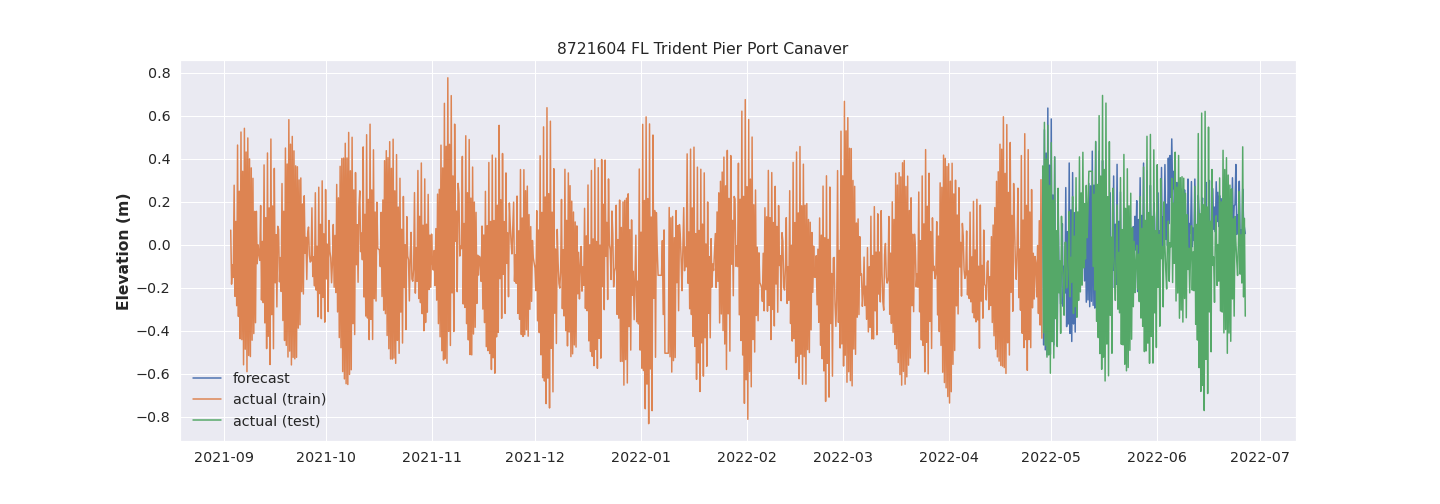 8721604 FL Trident Pier Port Canaver
Elevation (m)
0.8
0.6
0.4
0.2
0.0
−0.2
−0.4
−0.6
−0.8
forecast
actual (train)
actual (test)
2021-09 2021-10 2021-11 2021-12 2022-01 2022-02 2022-03 2022-04 2022-05 2022-06 2022-07